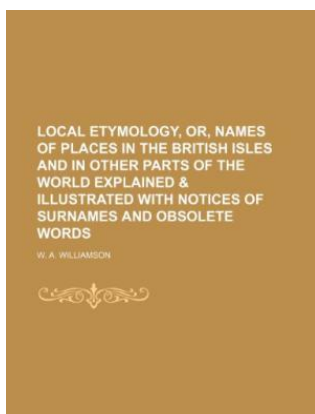 LOCAL ETYMOLOGY, OR, NAMES
OF PLACES IN THE BRITISH ISLES
AND IN OTHER PARTS OF THE
WORLD EXPLAINED &
ILLUSTRATED WITH NOTICES OF
SURNAMES AND OBSOLETE
WORDS
W. A. WILLIAMSON